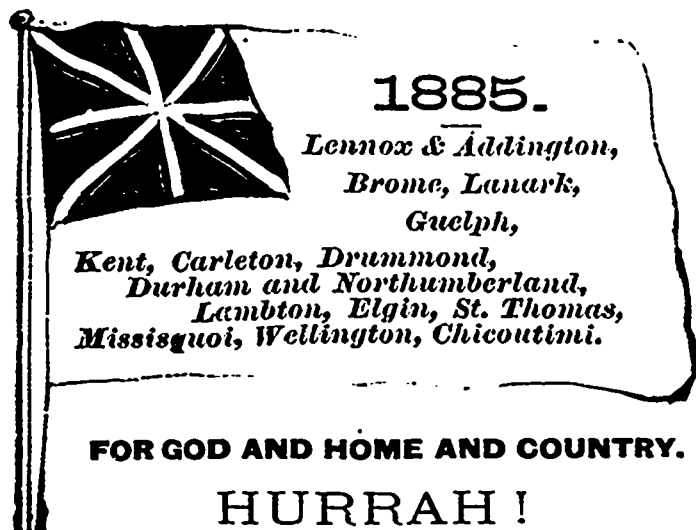 1885.
Lennox & Addington,
Brome, Lanark,
Guelph,
Kent, Carleton, Drummond,
Durham and Northumberland,
Lambton, Elgin, St. Thomas,
Missisquoi, Wellington, Chicoutimi.
FOR GOD AND HOME AND COUNTRY.
HURRAH!